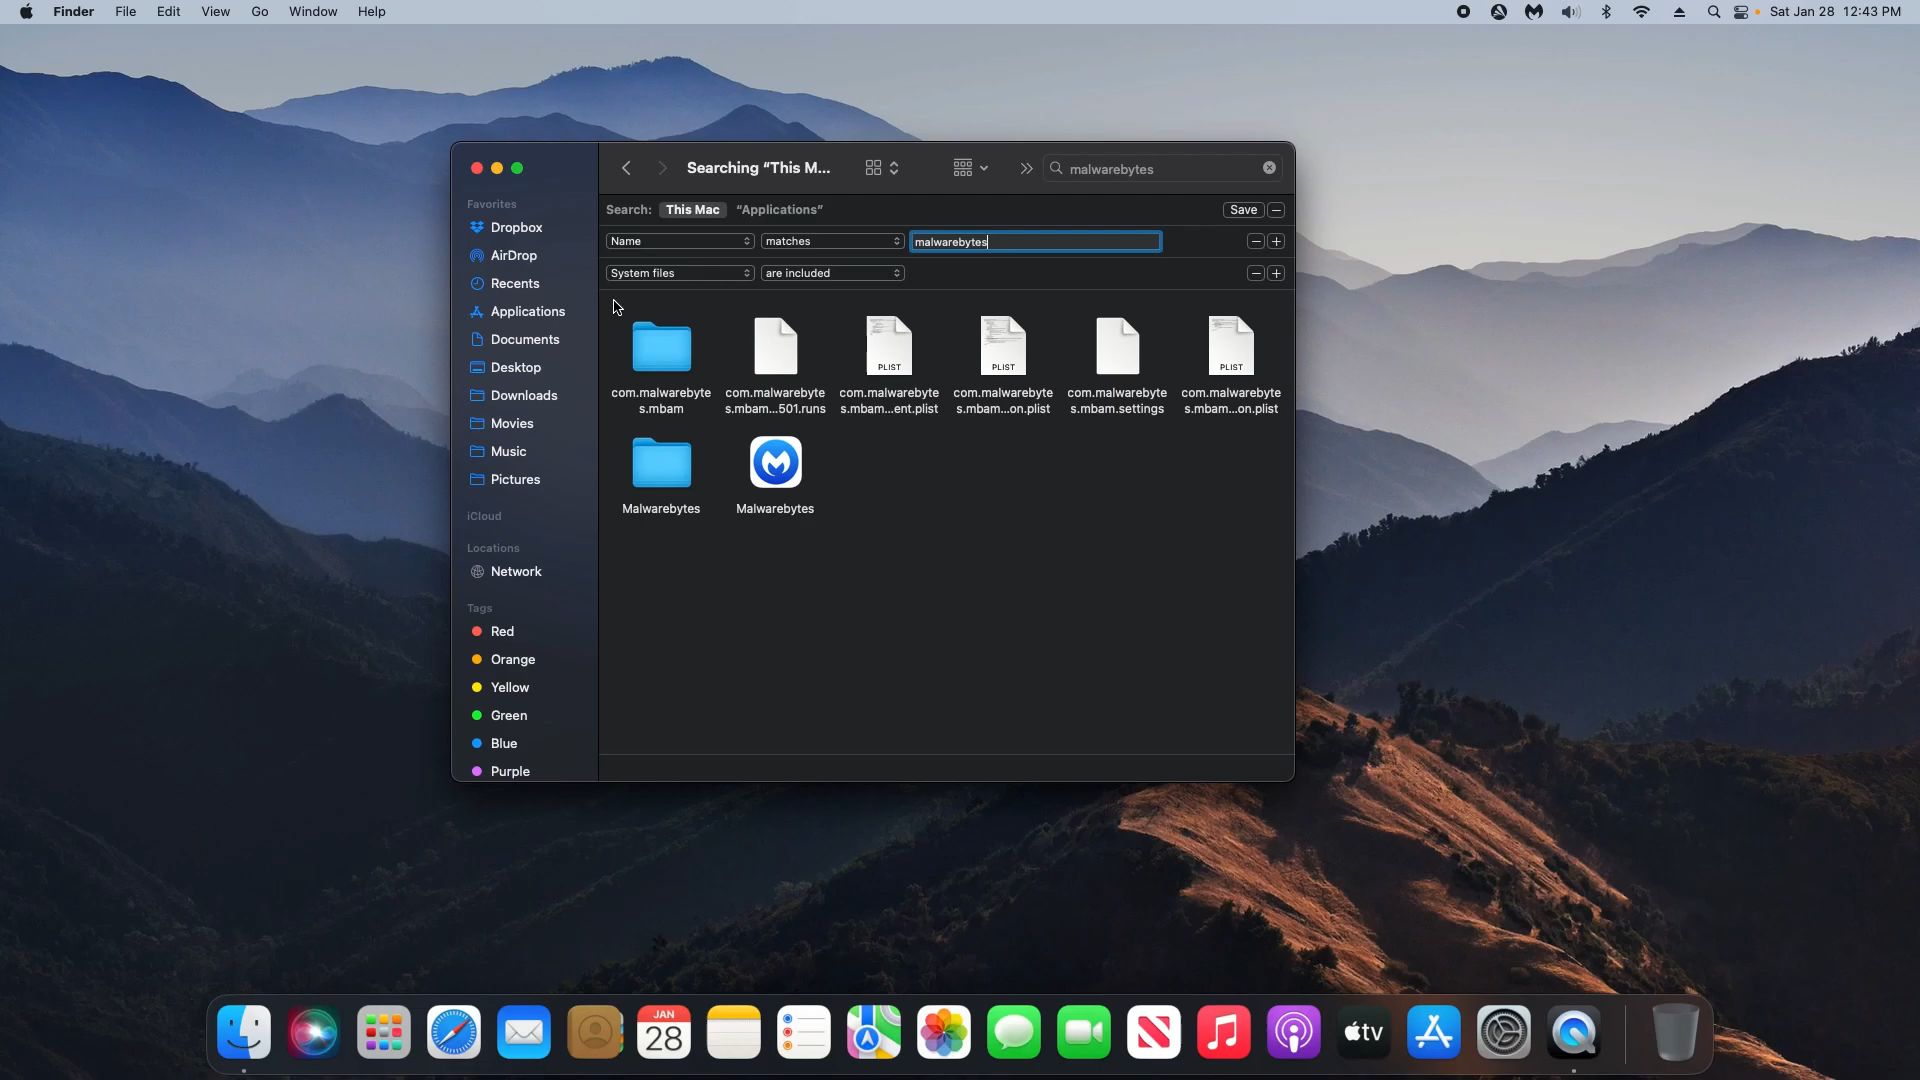 Finder File Edit View Go Window Help
Sat Jan 28 12:43 PM
Searching “This M...
malwarebytes
Search: This Mac “Applications”
Save
Name matches malwarebytes
System files are included
Favorites
Dropbox
AirDrop
Recents
Applications
Documents
Desktop
Downloads
Movies
Music
Pictures
iCloud
Locations
Network
Tags
Red
Orange
Yellow
Green
Blue
Purple
PLIST PLIST PLIST
com.malwarebyte com.malwarebyte com.malwarebyte com.malwarebyte com.malwarebyte com.malwarebyte
s.mbam s.mbam...501.runs s.mbam...ent.plist s.mbam...on.plist s.mbam.settings s.mbam...on.plist
Malwarebytes Malwarebytes
JAN
28
tv